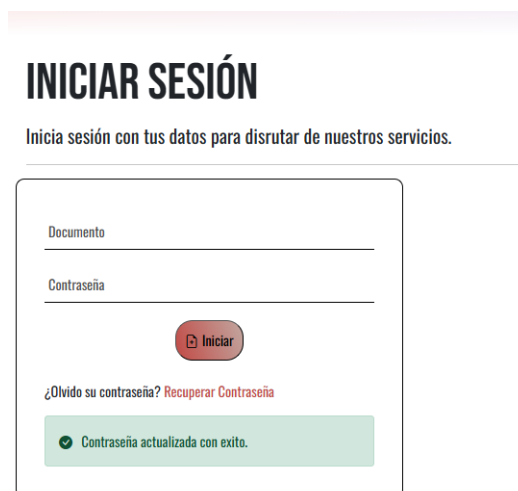 INICIAR SESIÓN
Inicia sesión con tus datos para disrutar de nuestros servicios.
Documento
Contraseña
Iniciar
¿Olvido su contraseña? Recuperar Contraseña
Contraseña actualizada con exito.